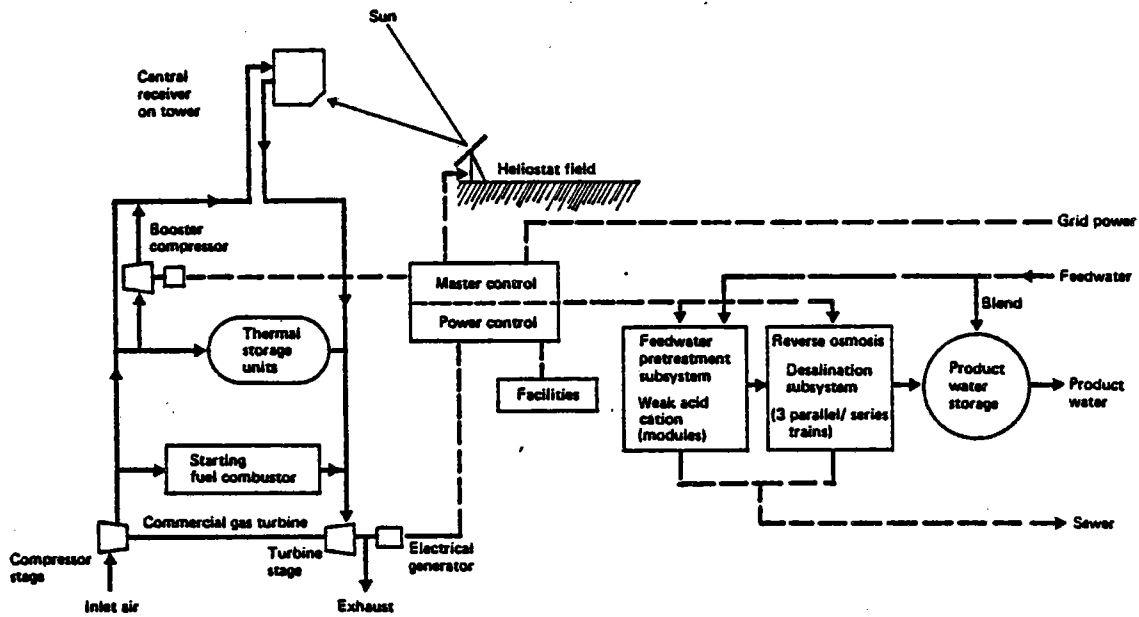 Sun
Central
receiver
on tower
Heliostat field
Booster
compressor
Grid power
Master control
Feedwater
Blend
Power control
Thermal
storage
units
Feedwater
pretreatment
subsystem
Weak acid
cation
(modules)
Reverse osmosis
Desalination
subsystem
(3 parallel/ series
trains)
Product
water
storage
Product
water
Facilities
Starting
fuel combustor
Commercial gas turbine
Compressor
stage
Turbine
stage
Electrical
generator
Sewer
Inlet air
Exhaust